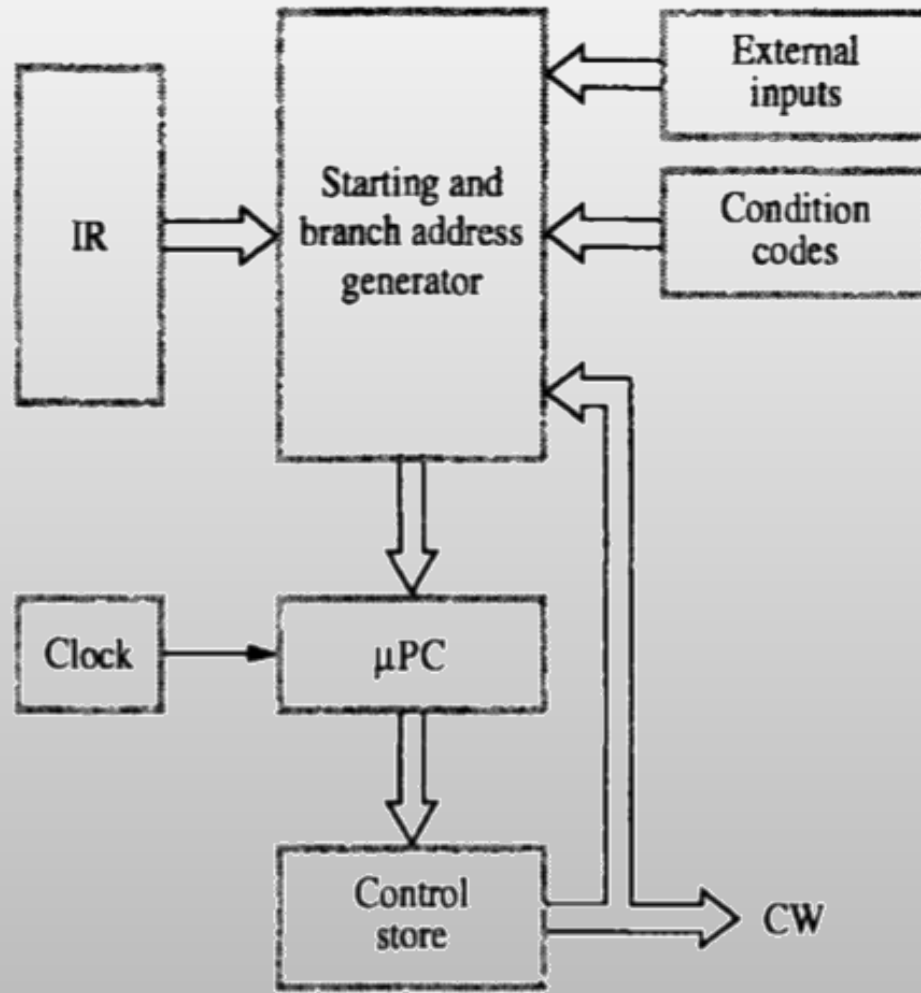 External
inputs
IR
Starting and
branch address
generator
Condition
codes
Clock
μPC
Control
store
CW